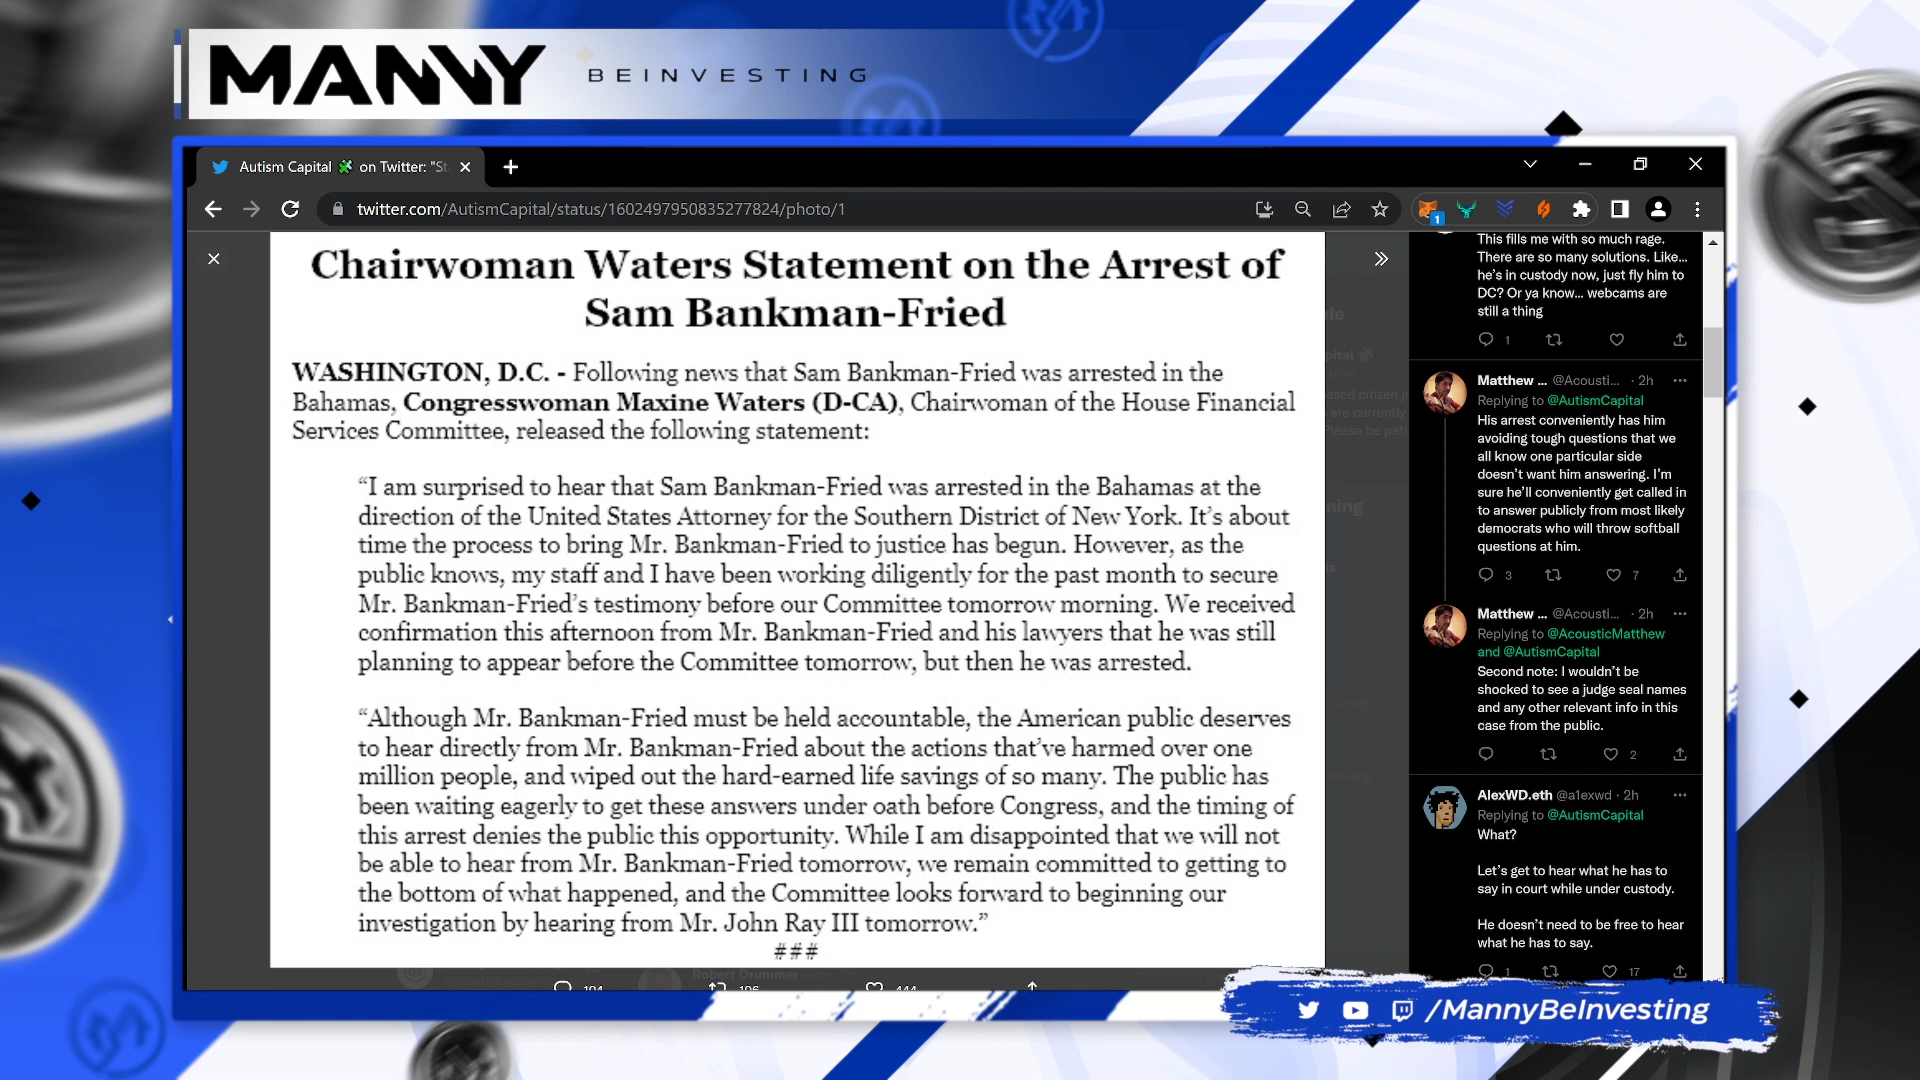 MANNY
BEINVESTING
Autism Capital on Twitter: "St
twitter.com/AutismCapital/status/1602497950835277824/photo/1
1
Chairwoman Waters Statement on the Arrest of
Sam Bankman-Fried
WASHINGTON, D.C. - Following news that Sam Bankman-Fried was arrested in the
Bahamas, Congresswoman Maxine Waters (D-CA), Chairwoman of the House Financial
Services Committee, released the following statement:
“I am surprised to hear that Sam Bankman-Fried was arrested in the Bahamas at the
direction of the United States Attorney for the Southern District of New York. It’s about
time the process to bring Mr. Bankman-Fried to justice has begun. However, as the
public knows, my staff and I have been working diligently for the past month to secure
Mr. Bankman-Fried’s testimony before our Committee tomorrow morning. We received
confirmation this afternoon from Mr. Bankman-Fried and his lawyers that he was still
planning to appear before the Committee tomorrow, but then he was arrested.
“Although Mr. Bankman-Fried must be held accountable, the American public deserves
to hear directly from Mr. Bankman-Fried about the actions that’ve harmed over one
million people, and wiped out the hard-earned life savings of so many. The public has
been waiting eagerly to get these answers under oath before Congress, and the timing of
this arrest denies the public this opportunity. While I am disappointed that we will not
be able to hear from Mr. Bankman-Fried tomorrow, we remain committed to getting to
the bottom of what happened, and the Committee looks forward to beginning our
investigation by hearing from Mr. John Ray III tomorrow.”
###
Robert Drummer
This fills me with so much rage.
There are so many solutions. Like...
he’s in custody now, just fly him to
DC? Or ya know... webcams are
still a thing
1
Matthew ... @Acousti... · 2h
Replying to @AutismCapital
His arrest conveniently has him
avoiding tough questions that we
all know one particular side
doesn’t want him answering. I’m
sure he’ll conveniently get called in
to answer publicly from most likely
democrats who will throw softball
questions at him.
3 7
Matthew ... @Acousti... · 2h
Replying to @AcousticMatthew
and @AutismCapital
Second note: I wouldn’t be
shocked to see a judge seal names
and any other relevant info in this
case from the public.
2
AlexWD.eth @a1exwd · 2h
Replying to @AutismCapital
What?
Let’s get to hear what he has to
say in court while under custody.
He doesn’t need to be free to hear
what he has to say.
1 17
/MannyBeInvesting